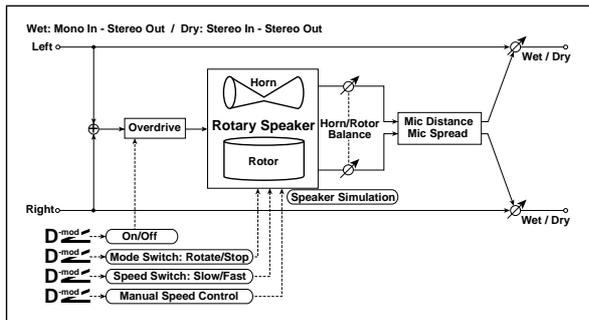 Wet: Mono In - Stereo Out / Dry: Stereo In - Stereo Out
Left
Wet / Dry
Horn
Overdrive
Rotary Speaker
Horn/Rotor
Balance
Mic Distance
Mic Spread
Rotor
Speaker Simulation
Right
Wet / Dry
D-mod
On/Off
D-mod
Mode Switch: Rotate/Stop
D-mod
Speed Switch: Slow/Fast
D-mod
Manual Speed Control